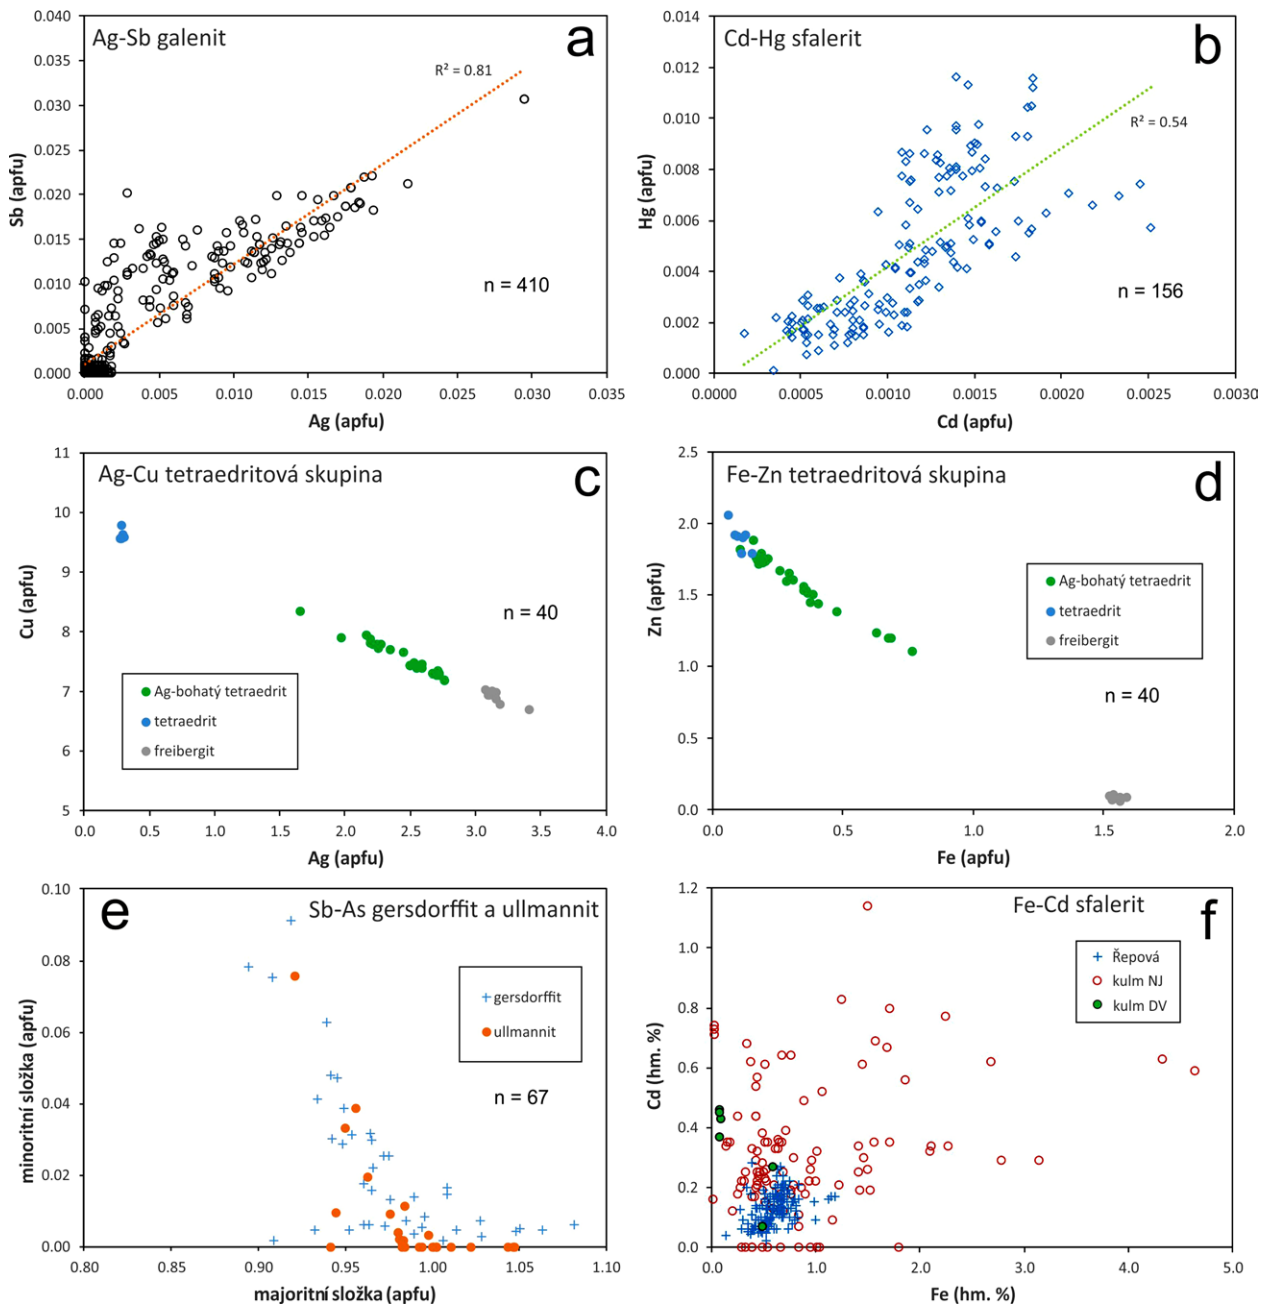 Ag-Sb galenit
a
R² = 0.81
n = 410
0.040
0.035
0.030
0.025
0.020
0.015
0.010
0.005
0.000
Sb (apfu)
0.000 0.005 0.010 0.015 0.020 0.025 0.030 0.035
Ag (apfu)
Cd-Hg sfalerit
b
R² = 0.54
n = 156
0.014
0.012
0.010
0.008
0.006
0.004
0.002
0.000
Hg (apfu)
0.0000 0.0005 0.0010 0.0015 0.0020 0.0025 0.0030
Cd (apfu)
Ag-Cu tetraedritová skupina
c
n = 40
Ag-bohatý tetraedrit
tetraedrit
freibergit
11
10
9
8
7
6
5
Cu (apfu)
0.0 0.5 1.0 1.5 2.0 2.5 3.0 3.5 4.0
Ag (apfu)
Fe-Zn tetraedritová skupina
d
Ag-bohatý tetraedrit
tetraedrit
freibergit
n = 40
2.5
2.0
1.5
1.0
0.5
0.0
Zn (apfu)
0.0 0.5 1.0 1.5 2.0
Fe (apfu)
e
Sb-As gersdorffit a ullmannit
gersdorffit
ullmannit
n = 67
0.10
0.08
0.06
0.04
0.02
0.00
minoritní složka (apfu)
0.80 0.85 0.90 0.95 1.00 1.05 1.10
majoritní složka (apfu)
Fe-Cd sfalerit
f
Řepová
kulm NJ
kulm DV
1.2
1.0
0.8
0.6
0.4
0.2
0.0
Cd (hm. %)
0.0 1.0 2.0 3.0 4.0 5.0
Fe (hm. %)